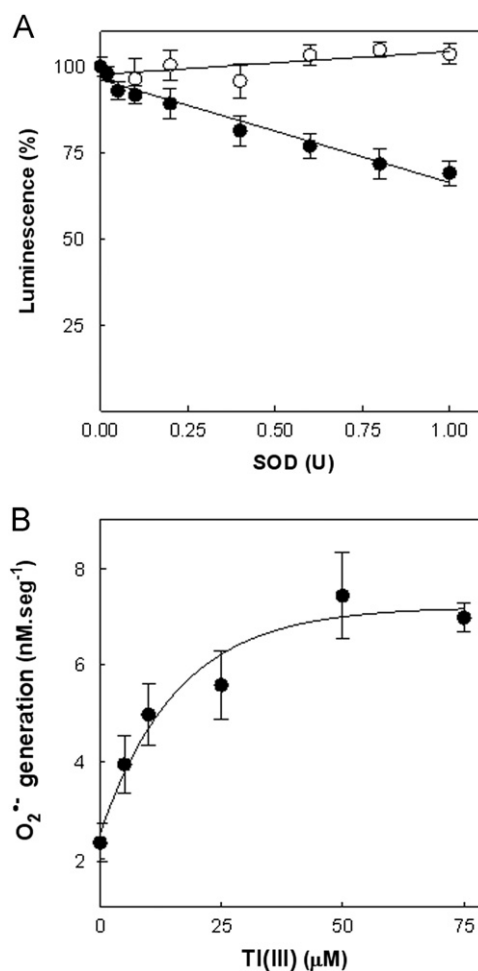 A
Luminescence (%)
100
75
50
25
0.00 0.25 0.50 0.75 1.00
SOD (U)
B
O₂•- generation (nM.seg⁻¹)
8
6
4
2
0 25 50 75
Tl(III) (µM)